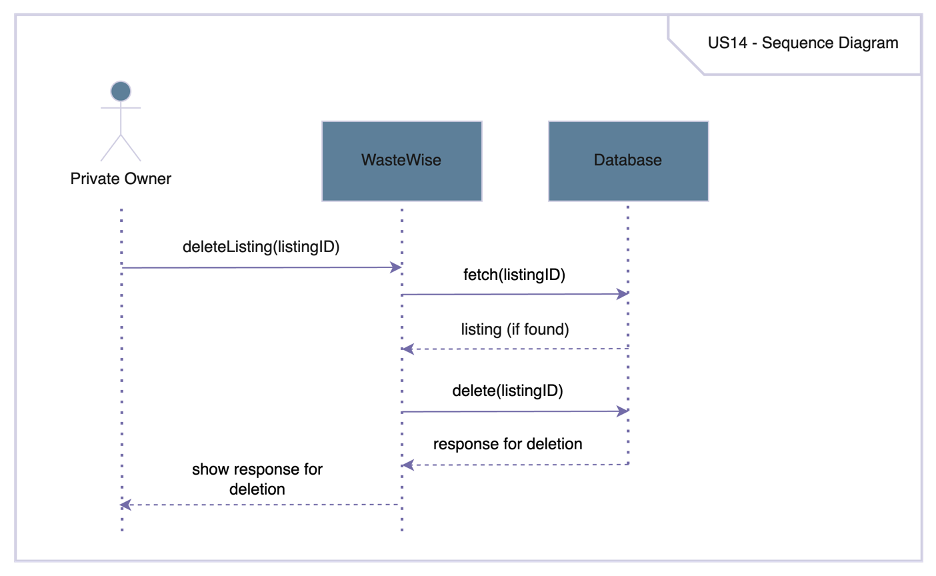 US14 - Sequence Diagram
Private Owner
WasteWise
Database
deleteListing(listingID)
fetch(listingID)
listing (if found)
delete(listingID)
response for deletion
show response for
deletion